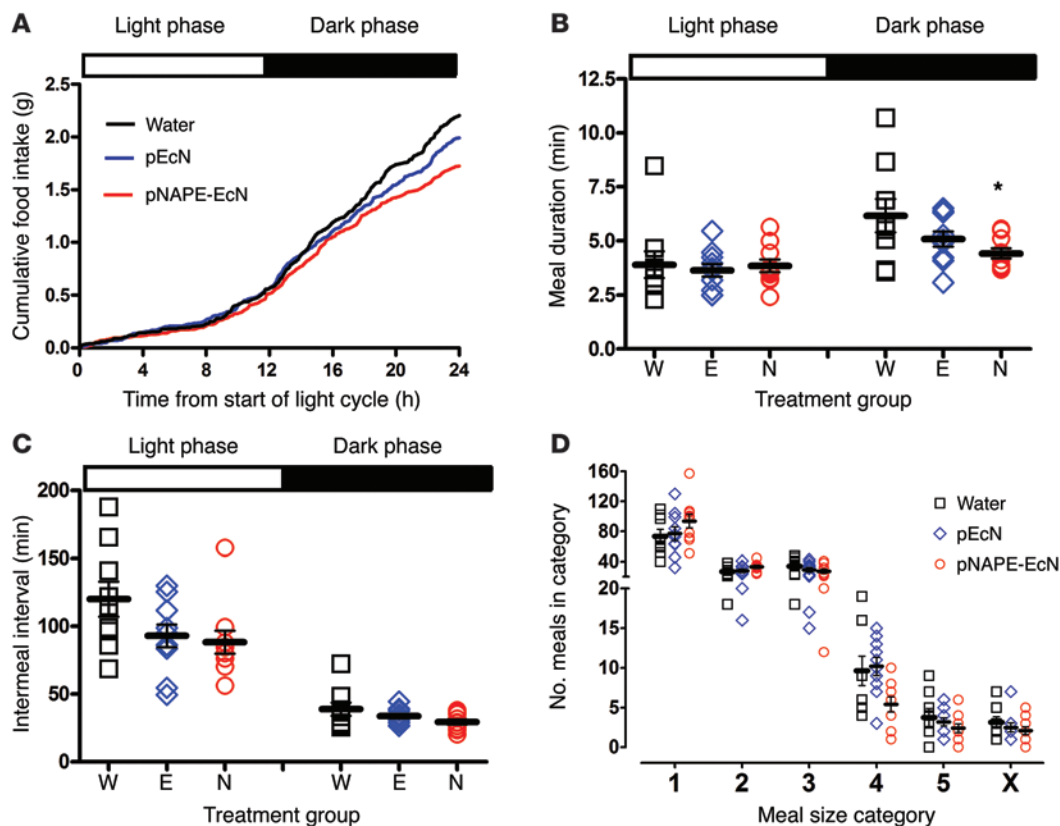 A
Light phase
Dark phase
Cumulative food intake (g)
2.5
2.0
1.5
1.0
0.5
0.0
Water
pEcN
pNAPE-EcN
0 4 8 12 16 20 24
Time from start of light cycle (h)
B
Light phase
Dark phase
Meal duration (min)
12.5
10.0
7.5
5.0
2.5
0.0
*
W E N W E N
Treatment group
C
Light phase
Dark phase
Intermeal interval (min)
200
150
100
50
0
W E N W E N
Treatment group
D
No. meals in category
160
120
80
40
20
15
10
5
0
Water
pEcN
pNAPE-EcN
1 2 3 4 5 X
Meal size category